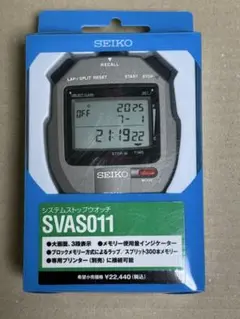 SEIKO
RECALL
LAP/SPLIT RESET
START STOP
OFF
2025
7-1
21:19 22
SEIKO
システムストップウオッチ
SVAS011
●大画面、3段表示 ●メモリー使用量インジケーター
●ブロックメモリー方式によるラップ／スプリット300本メモリー
●専用プリンター（別売）に接続可能
希望小売価格 ¥22,440(税込)